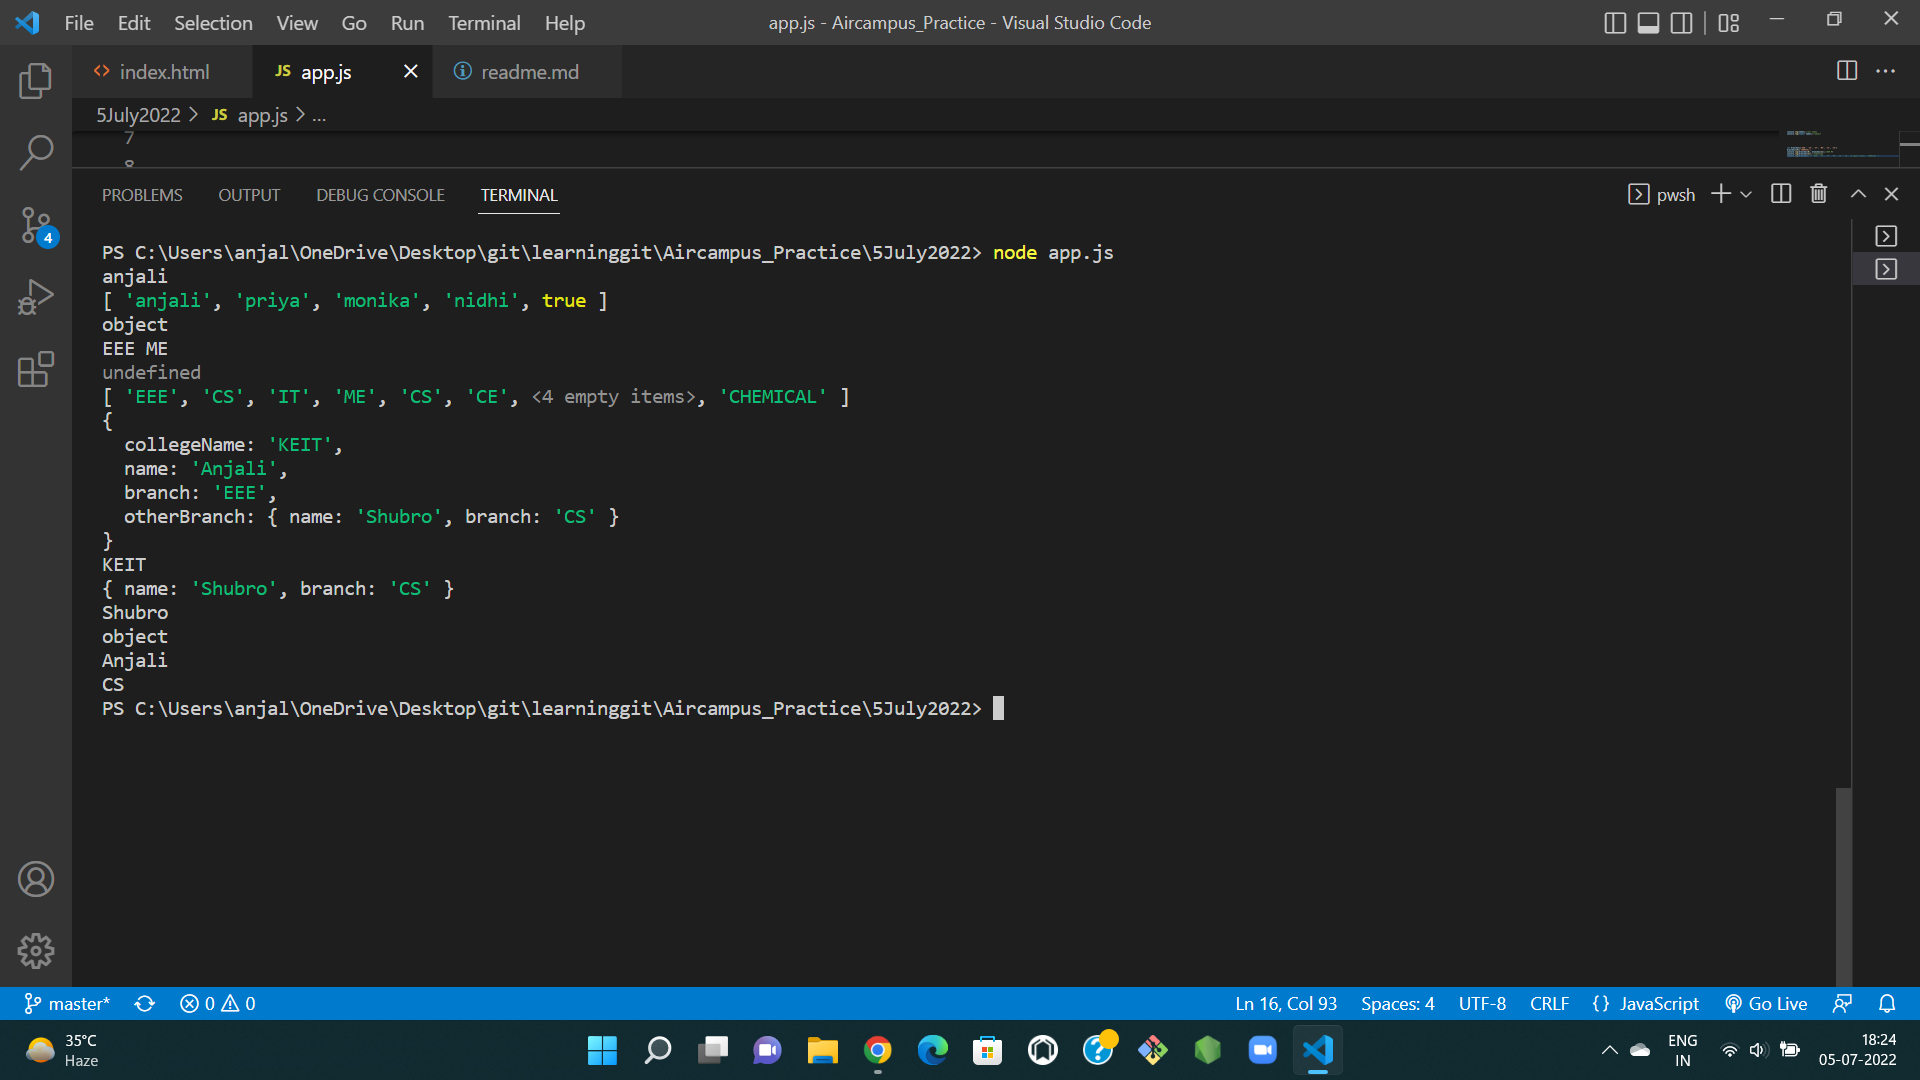 File Edit Selection View Go Run Terminal Help
app.js - Aircampus_Practice - Visual Studio Code
index.html
JS app.js
readme.md
5July2022 > JS app.js > ...
7
8
PROBLEMS OUTPUT DEBUG CONSOLE TERMINAL
pwsh
PS C:\Users\anjal\OneDrive\Desktop\git\learninggit\Aircampus_Practice\5July2022> node app.js
anjali
[ 'anjali', 'priya', 'monika', 'nidhi', true ]
object
EEE ME
undefined
[ 'EEE', 'CS', 'IT', 'ME', 'CS', 'CE', <4 empty items>, 'CHEMICAL' ]
{
  collegeName: 'KEIT',
  name: 'Anjali',
  branch: 'EEE',
  otherBranch: { name: 'Shubro', branch: 'CS' }
}
KEIT
{ name: 'Shubro', branch: 'CS' }
Shubro
object
Anjali
CS
PS C:\Users\anjal\OneDrive\Desktop\git\learninggit\Aircampus_Practice\5July2022>
4
master* 0 0
Ln 16, Col 93 Spaces: 4 UTF-8 CRLF {} JavaScript Go Live
35°C
Haze
ENG
IN
18:24
05-07-2022